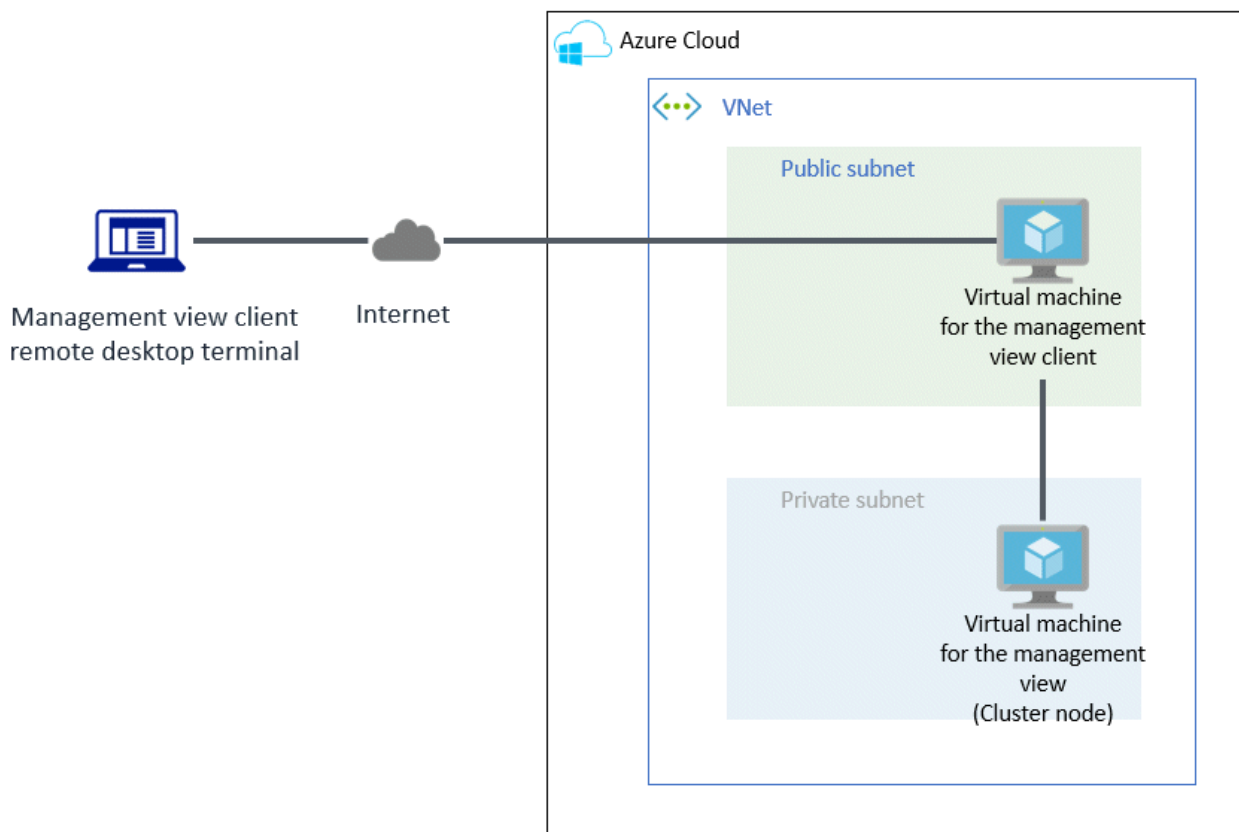 Azure Cloud
VNet
Public subnet
Management view client
remote desktop terminal
Internet
Virtual machine
for the management
view client
Private subnet
Virtual machine
for the management
view
(Cluster node)